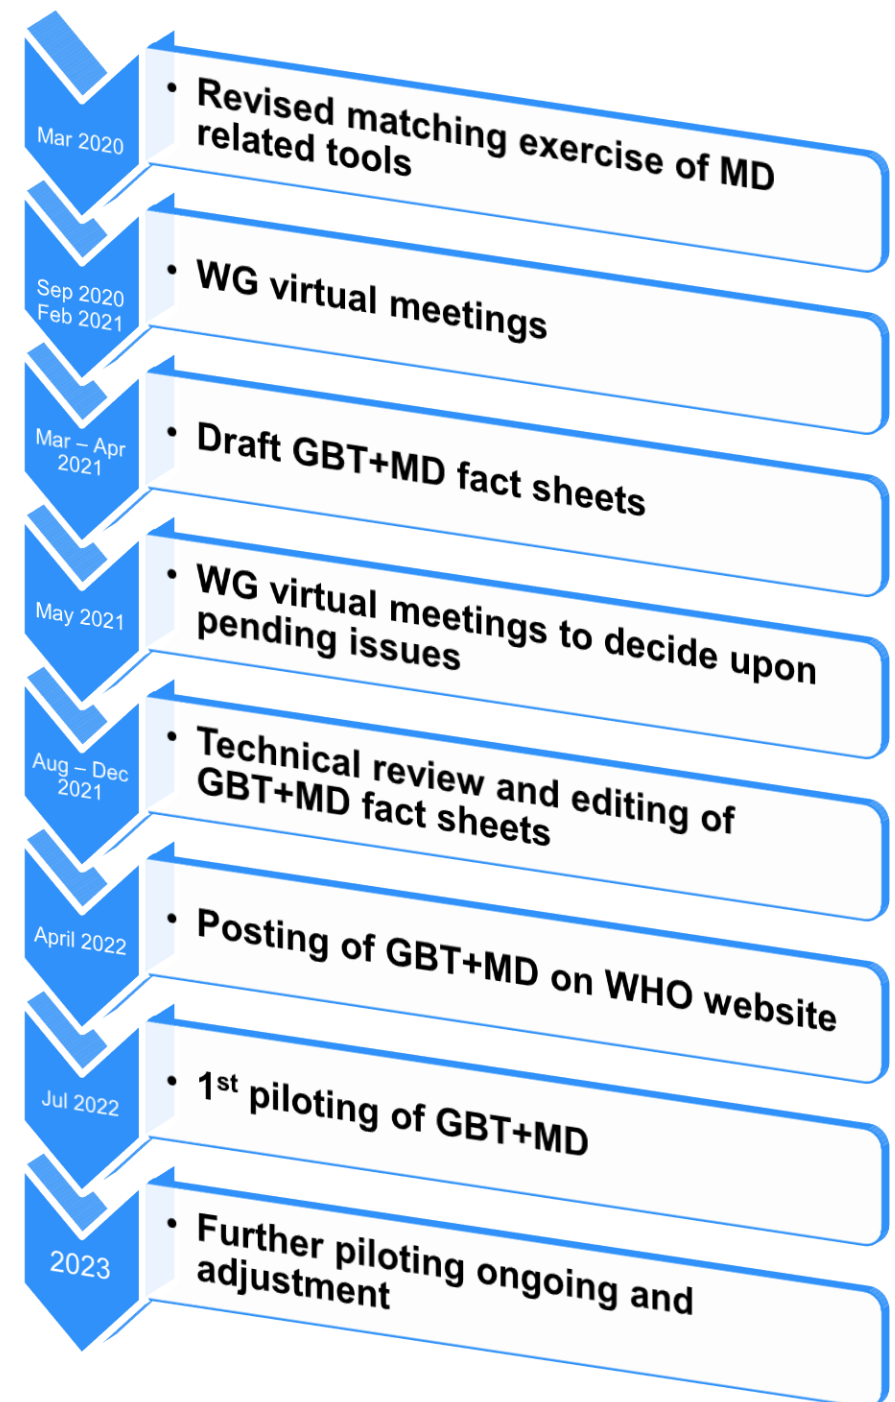 Mar 2020
• Revised matching exercise of MD
related tools
Sep 2020
Feb 2021
• WG virtual meetings
Mar – Apr
2021
• Draft GBT+MD fact sheets
May 2021
• WG virtual meetings to decide upon
pending issues
Aug – Dec
2021
• Technical review and editing of
GBT+MD fact sheets
April 2022
• Posting of GBT+MD on WHO website
Jul 2022
• 1st piloting of GBT+MD
2023
• Further piloting ongoing and
adjustment